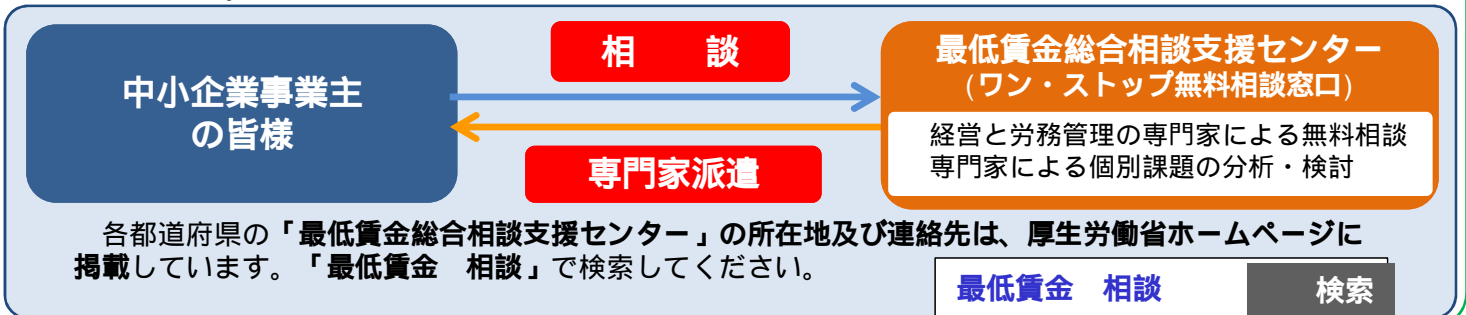 中小企業事業主
の皆様
相　談
専門家派遣
最低賃金総合相談支援センター
(ワン・ストップ無料相談窓口)
経営と労務管理の専門家による無料相談
専門家による個別課題の分析・検討
各都道府県の「最低賃金総合相談支援センター」の所在地及び連絡先は、厚生労働省ホームページに
掲載しています。「最低賃金　相談」で検索してください。
最低賃金　相談　検索